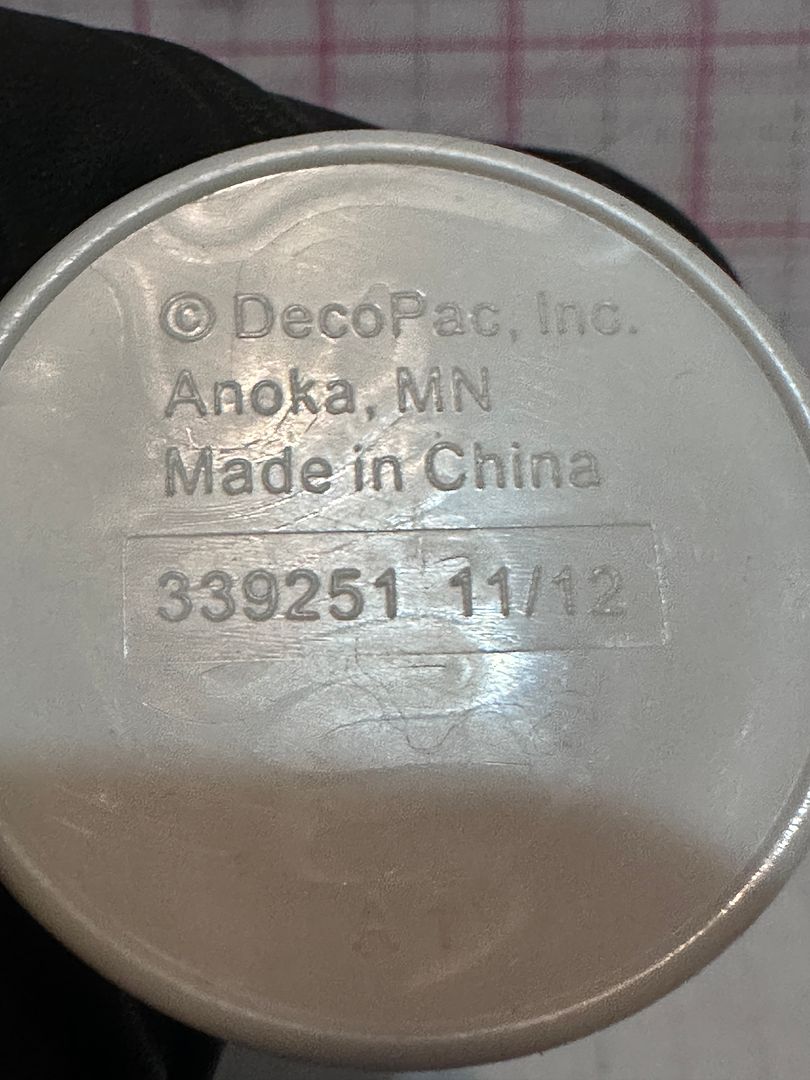 © DecoPac, Inc.
Anoka, MN
Made in China
339251 11/12